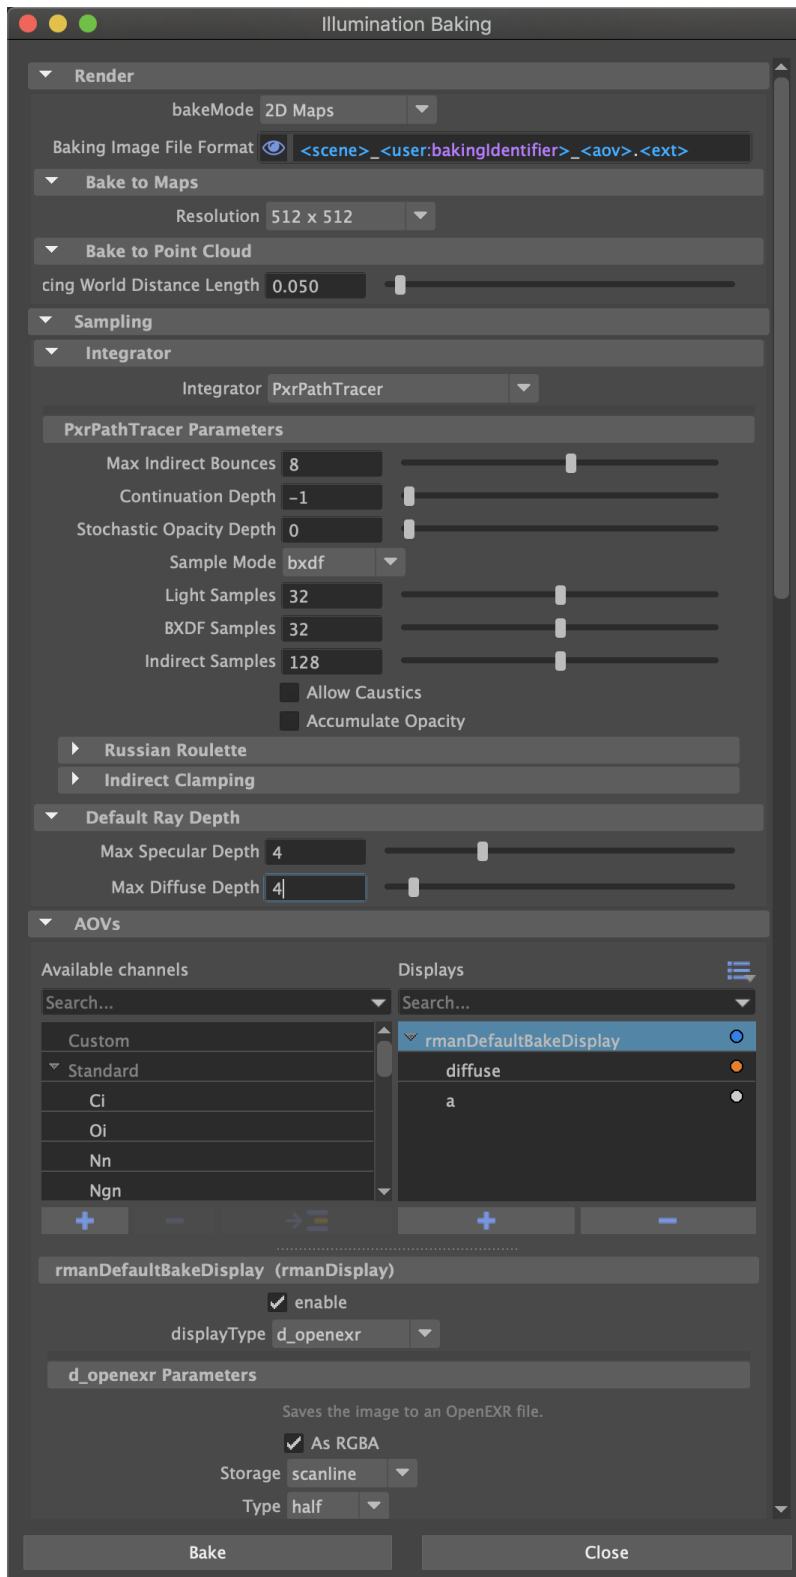 Illumination Baking
Render
bakeMode 2D Maps
Baking Image File Format <scene>_<user:bakingIdentifier>_<aov>.<ext>
Bake to Maps
Resolution 512 x 512
Bake to Point Cloud
cing World Distance Length 0.050
Sampling
Integrator
Integrator PxrPathTracer
PxrPathTracer Parameters
Max Indirect Bounces 8
Continuation Depth -1
Stochastic Opacity Depth 0
Sample Mode bxdf
Light Samples 32
BXDF Samples 32
Indirect Samples 128
Allow Caustics
Accumulate Opacity
Russian Roulette
Indirect Clamping
Default Ray Depth
Max Specular Depth 4
Max Diffuse Depth 4
AOVs
Available channels Displays
Search... Search...
Custom rmanDefaultBakeDisplay
Standard diffuse
Ci a
Oi
Nn
Ngn
rmanDefaultBakeDisplay (rmanDisplay)
enable
displayType d_openexr
d_openexr Parameters
Saves the image to an OpenEXR file.
As RGBA
Storage scanline
Type half
Bake Close